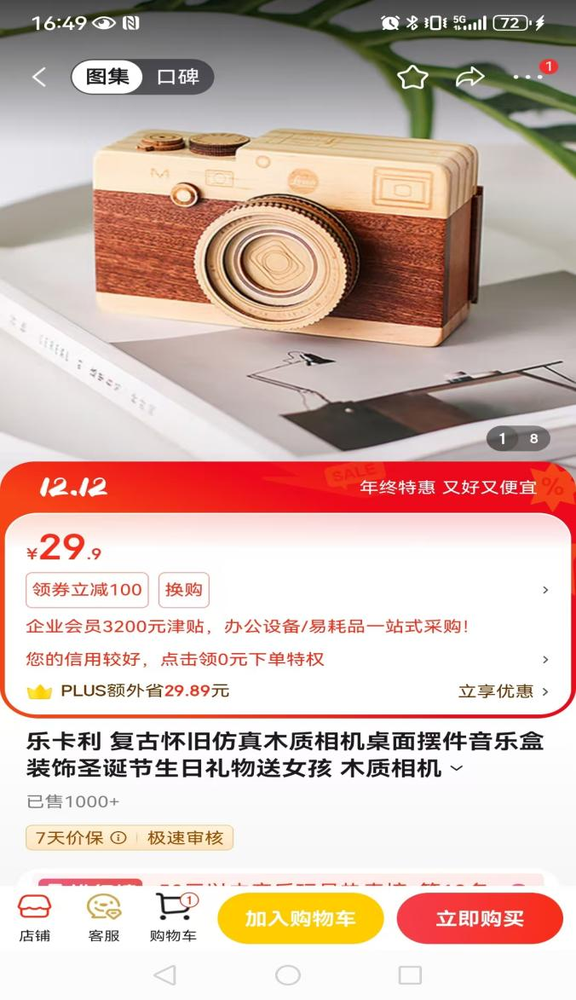 16:49
5G
72
图集 口碑
1
M
1 8
12.12
SALE
年终特惠 又好又便宜
%
¥29.9
领券立减100 换购
企业会员3200元津贴，办公设备/易耗品一站式采购！
您的信用较好，点击领0元下单特权
PLUS额外省29.89元 立享优惠
乐卡利 复古怀旧仿真木质相机桌面摆件音乐盒
装饰圣诞节生日礼物送女孩 木质相机
已售1000+
7天价保 极速审核
店铺
客服
1
购物车
加入购物车
立即购买